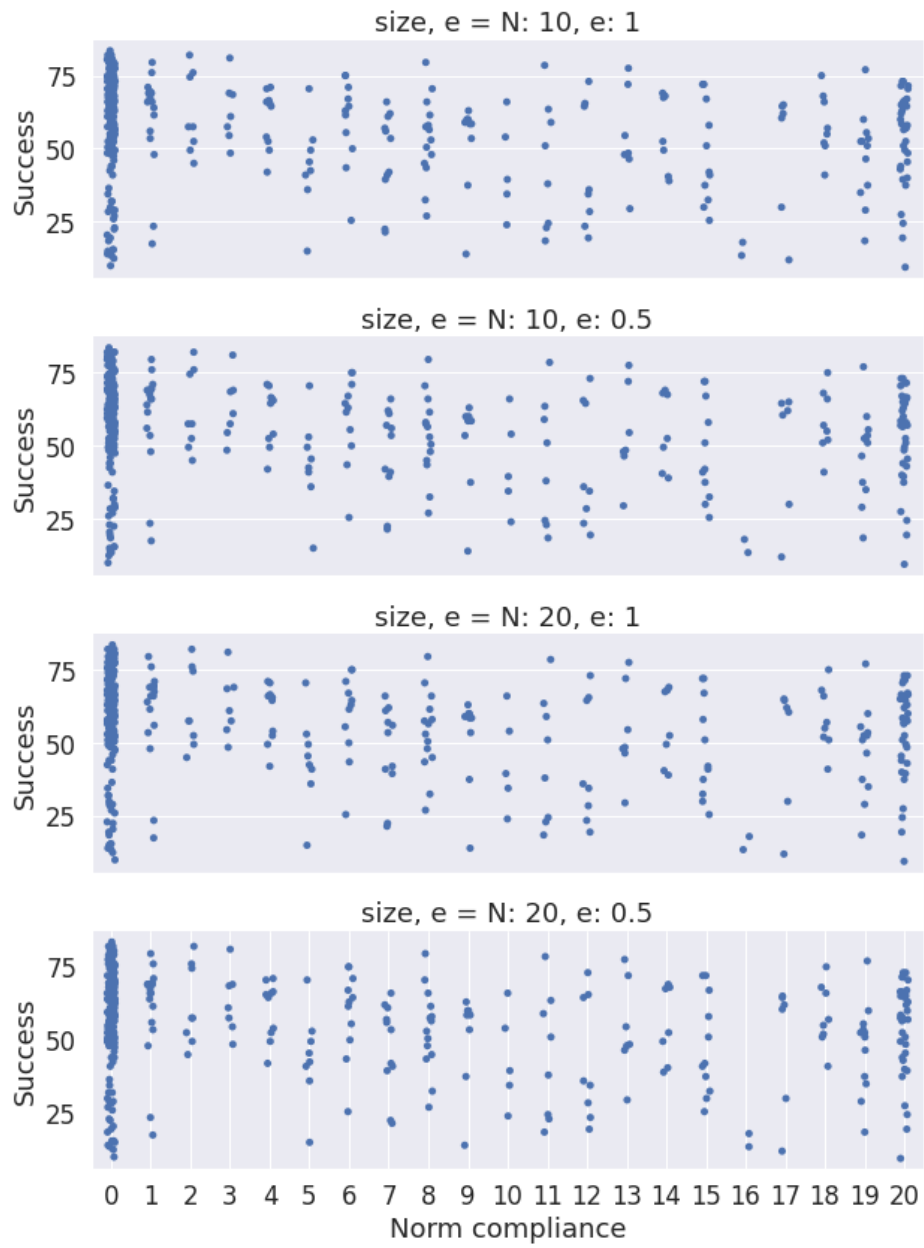 size, e = N: 10, e: 1
Success
75
50
25
size, e = N: 10, e: 0.5
Success
75
50
25
size, e = N: 20, e: 1
Success
75
50
25
size, e = N: 20, e: 0.5
Success
75
50
25
0 1 2 3 4 5 6 7 8 9 10 11 12 13 14 15 16 17 18 19 20
Norm compliance